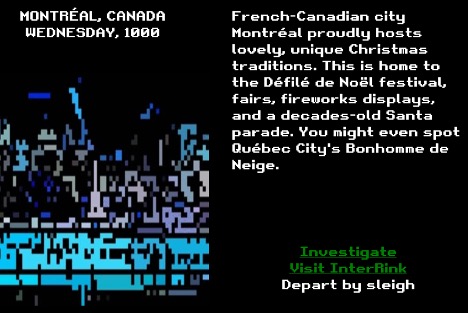 MONTRÉAL, CANADA
WEDNESDAY, 1000
French-Canadian city
Montréal proudly hosts
lovely, unique Christmas
traditions. This is home to
the Défilé de Noël festival,
fairs, fireworks displays,
and a decades-old Santa
parade. You might even spot
Québec City's Bonhomme de
Neige.
Investigate
Visit InterRink
Depart by sleigh